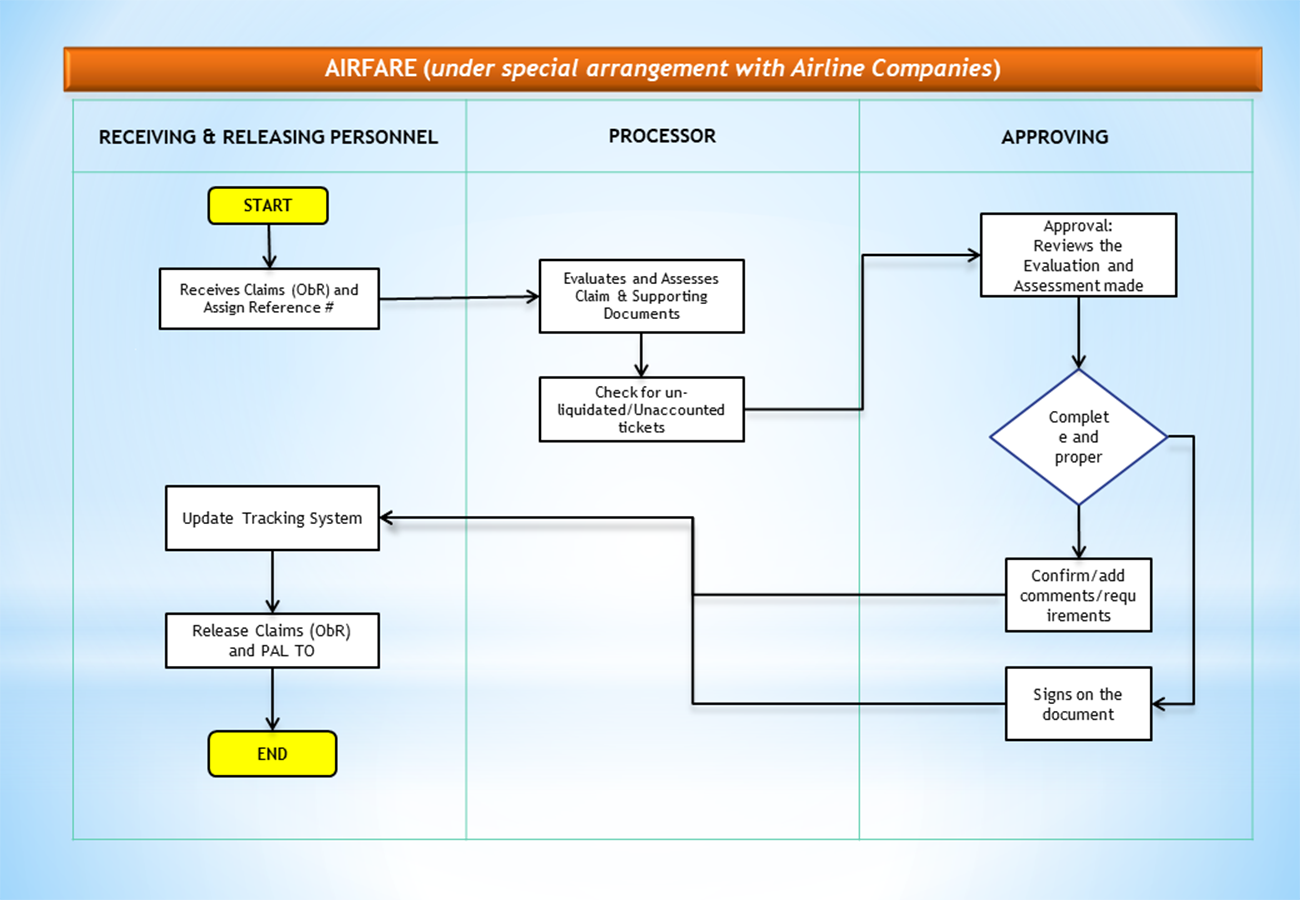 AIRFARE (under special arrangement with Airline Companies)
RECEIVING & RELEASING PERSONNEL
PROCESSOR
APPROVING
START
Receives Claims (ObR) and
Assign Reference #
Evaluates and Assesses
Claim & Supporting
Documents
Check for un-
liquidated/Unaccounted
tickets
Approval:
Reviews the
Evaluation and
Assessment made
Complet
e and
proper
Confirm/add
comments/requ
irements
Signs on the
document
Update Tracking System
Release Claims (ObR)
and PAL TO
END